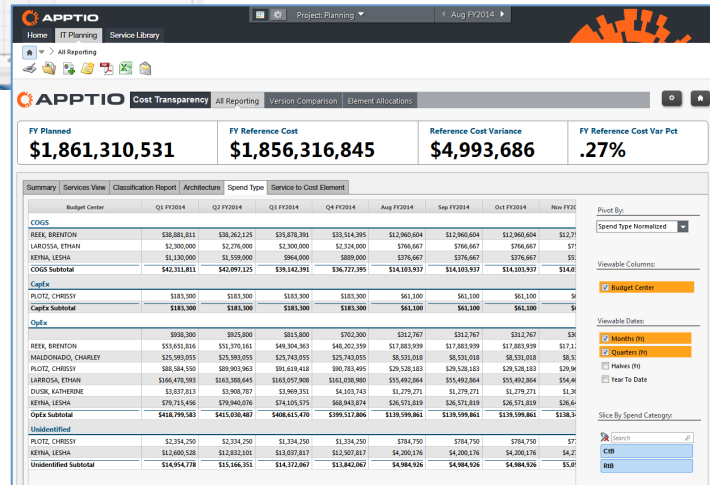 APPTIO
Project: Planning
Aug FY2014
Home IT Planning Service Library
> All Reporting
APPTIO Cost Transparency All Reporting Version Comparison Element Allocations
FY Planned FY Reference Cost Reference Cost Variance FY Reference Cost Var Pct
$1,861,310,531 $1,856,316,845 $4,993,686 .27%
Summary Services View Classification Report Architecture Spend Type Service to Cost Element
Budget Center Q1 FY2014 Q2 FY2014 Q3 FY2014 Q4 FY2014 Aug FY2014 Sep FY2014 Oct FY2014 Nov FY20
COGS
REEK, BRENTON $38,881,811 $38,262,125 $35,878,391 $33,514,395 $12,960,604 $12,960,604 $12,960,604 $12,7
LAROSSA, ETHAN $2,300,000 $2,276,000 $2,300,000 $2,324,000 $766,667 $766,667 $766,667
KEYNA, LESHA $1,130,000 $1,559,000 $964,000 $889,000 $376,667 $376,667 $376,667
COGS Subtotal $42,311,811 $42,097,125 $39,142,391 $36,727,395 $14,103,937 $14,103,937 $14,103,937 $14,0
CapEx
PLOTZ, CHRISSY $183,300 $183,300 $183,300 $183,300 $61,100 $61,100 $61,100
CapEx Subtotal $183,300 $183,300 $183,300 $183,300 $61,100 $61,100 $61,100
OpEx
$938,300 $925,800 $815,800 $702,300 $312,767 $312,767 $312,767
REEK, BRENTON $53,651,816 $51,370,161 $49,304,363 $48,202,359 $17,883,939 $17,883,939 $17,883,939
MALDONADO, CHARLEY $25,593,055 $25,593,055 $25,743,055 $25,743,055 $8,531,018 $8,531,018 $8,531,018
PLOTZ, CHRISSY $88,584,550 $89,903,963 $91,619,418 $90,783,495 $29,528,183 $29,528,183 $29,528,183
LARROSA, ETHAN $166,478,593 $163,388,645 $163,057,908 $161,038,980 $55,492,864 $55,492,864 $55,492,864
DUSIK, KATHERINE $3,837,813 $3,908,787 $3,969,351 $4,103,743 $1,279,271 $1,279,271 $1,279,271
KEYNA, LESHA $79,715,456 $79,940,076 $74,105,575 $68,943,874 $26,571,819 $26,571,819 $26,571,819
OpEx Subtotal $418,799,583 $415,030,487 $408,615,470 $399,517,806 $139,599,861 $139,599,861 $139,599,861
Unidentified
PLOTZ, CHRISSY $2,354,250 $2,334,250 $1,334,250 $1,334,250 $784,750 $784,750 $784,750
KEYNA, LESHA $12,600,528 $12,832,101 $13,037,817 $12,507,817 $4,200,176 $4,200,176 $4,200,176
Unidentified Subtotal $14,954,778 $15,166,351 $14,372,067 $13,842,067 $4,984,926 $4,984,926 $4,984,926
Pivot By:
Spend Type Normalized
Viewable Columns:
Budget Center
Viewable Dates:
Months (Yr)
Quarters (Yr)
Halves (Yr)
Year To Date
Slice By Spend Cateogry:
Search
CtB
RtB